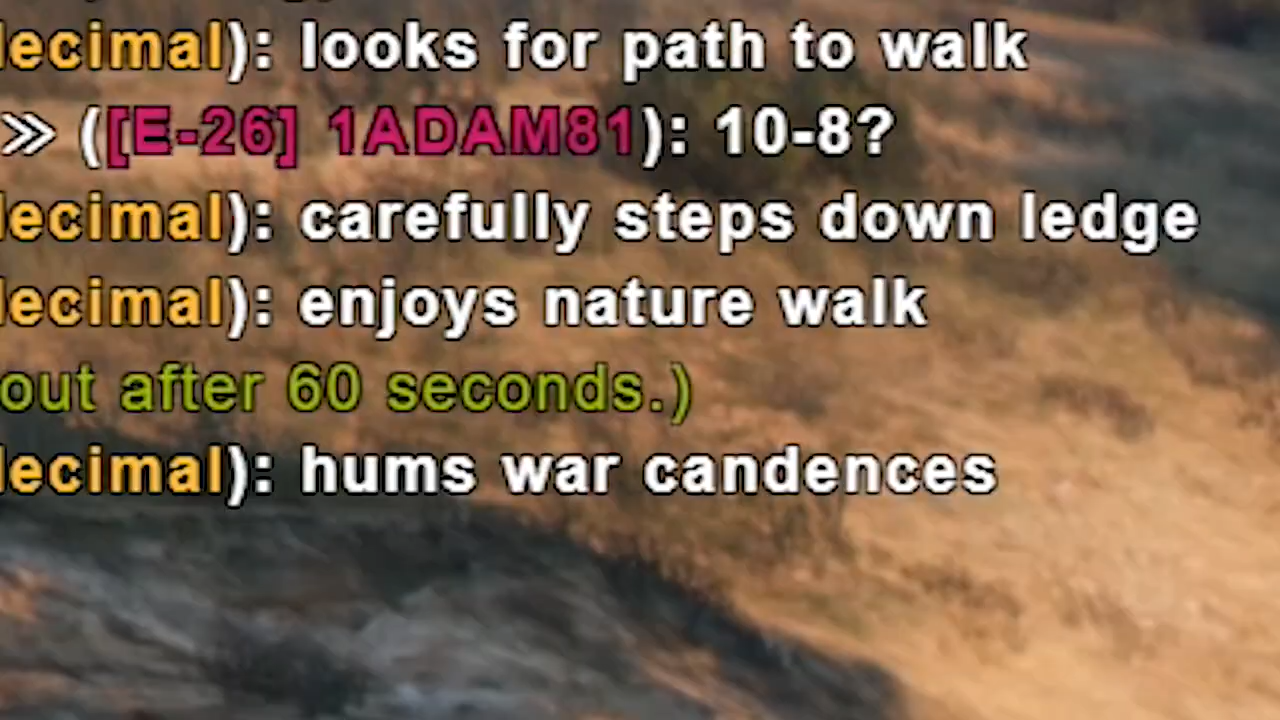 lecimal): looks for path to walk
≫ ([E-26] 1ADAM81): 10-8?
lecimal): carefully steps down ledge
lecimal): enjoys nature walk
out after 60 seconds.)
lecimal): hums war candences